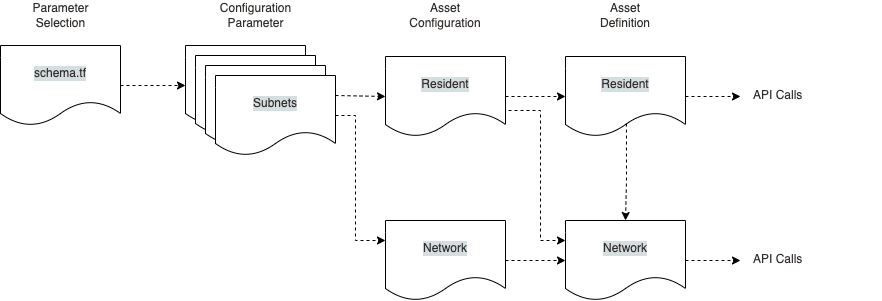 Parameter
Selection
Configuration
Parameter
Asset
Configuration
Asset
Definition
schema.tf
Subnets
Resident
Resident
API Calls
Network
Network
API Calls